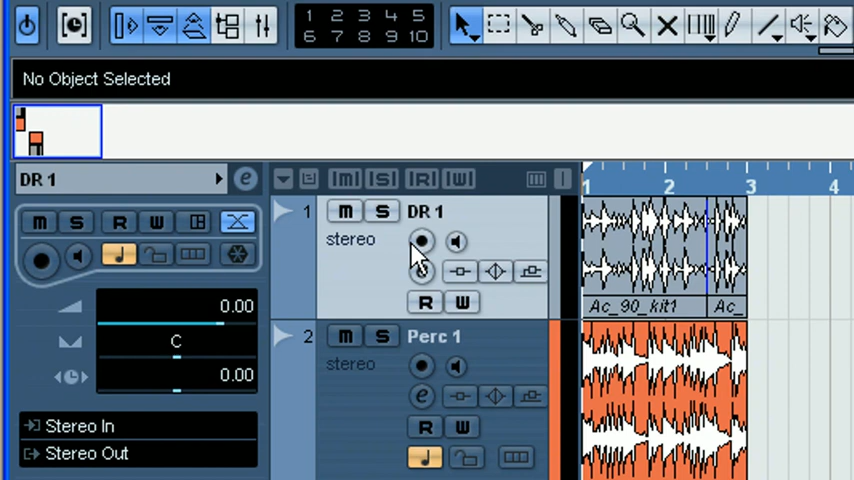 1 2 3 4 5
6 7 8 9 10
No Object Selected
DR 1 e
M S R W
0.00
C
0.00
Stereo In
Stereo Out
M S R W
1 M S DR 1
stereo
R W
2 M S Perc 1
stereo
e
R W
1 2 3 4
Ac_90_kit1 Ac_